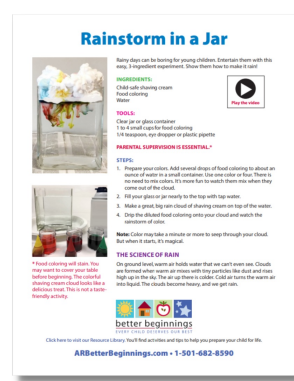 Rainstorm in a Jar
Rainy days can be boring for young children. Entertain them with this
easy, 3-ingredient experiment. Show them how to make it rain!
INGREDIENTS:
Child-safe shaving cream
Food coloring
Water
Play the video
TOOLS:
Clear jar or glass container
1 to 4 small cups for food coloring
1/4 teaspoon, eye dropper or plastic pipette
PARENTAL SUPERVISION IS ESSENTIAL.*
STEPS:
1. Prepare your colors. Add several drops of food coloring to about an
ounce of water in a small container. Use one color or four. There is
no need to mix colors. It's more fun to watch them mix when they
come out of the cloud.
2. Fill your glass or jar nearly to the top with tap water.
3. Make a great, big rain cloud of shaving cream on top of the water.
4. Drip the diluted food coloring onto your cloud and watch the
rainstorm of color.
Note: Color may take a minute or more to seep through your cloud.
But when it starts, it's magical.
* Food coloring will stain. You
may want to cover your table
before beginning. The colorful
shaving cream cloud looks like a
delicious treat. This is not a taste-
friendly activity.
THE SCIENCE OF RAIN
On ground level, warm air holds water that we can't even see. Clouds
are formed when warm air mixes with tiny particles like dust and rises
high up in the sky. The air up there is colder. Cold air turns the warm air
into liquid: The clouds become heavy, and we get rain.
better beginnings
EVERY CHILD DESERVES OUR BEST
Click here to visit our Resource Library. You'll find activities and tips to help you prepare your child for life.
ARBetterBeginnings.com • 1-501-682-8590